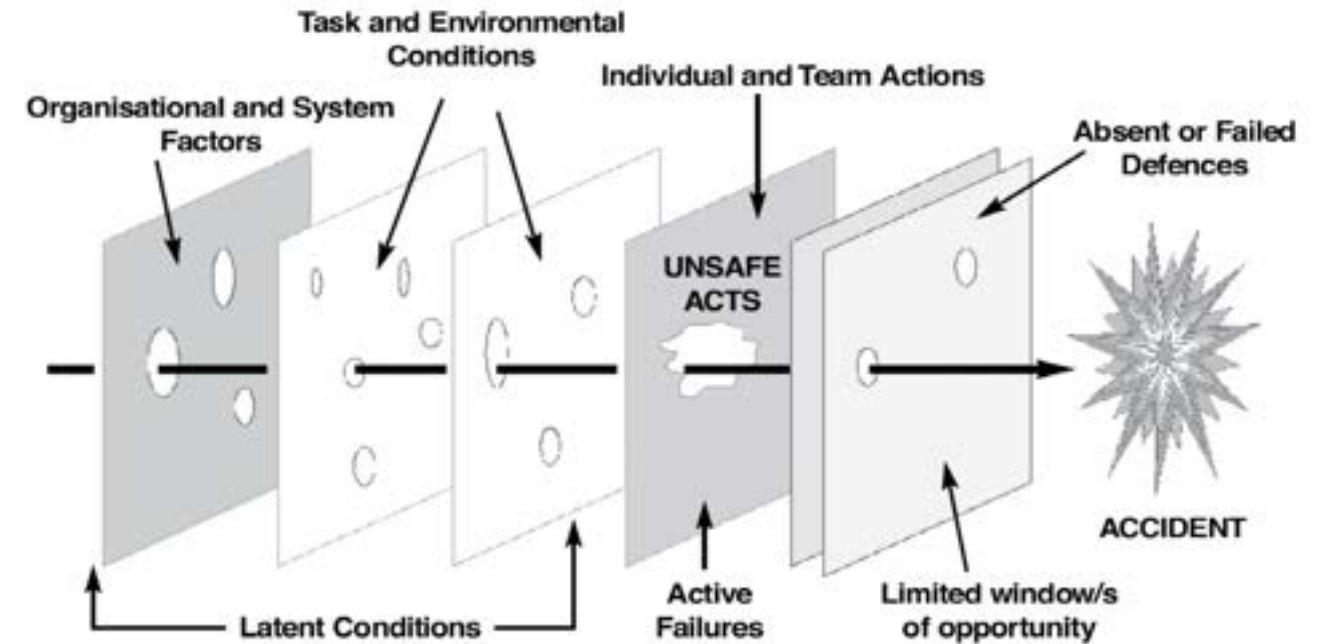 Task and Environmental
Conditions
Individual and Team Actions
Organisational and System
Factors
Absent or Failed
Defences
UNSAFE
ACTS
ACCIDENT
Latent Conditions
Active
Failures
Limited window/s
of opportunity